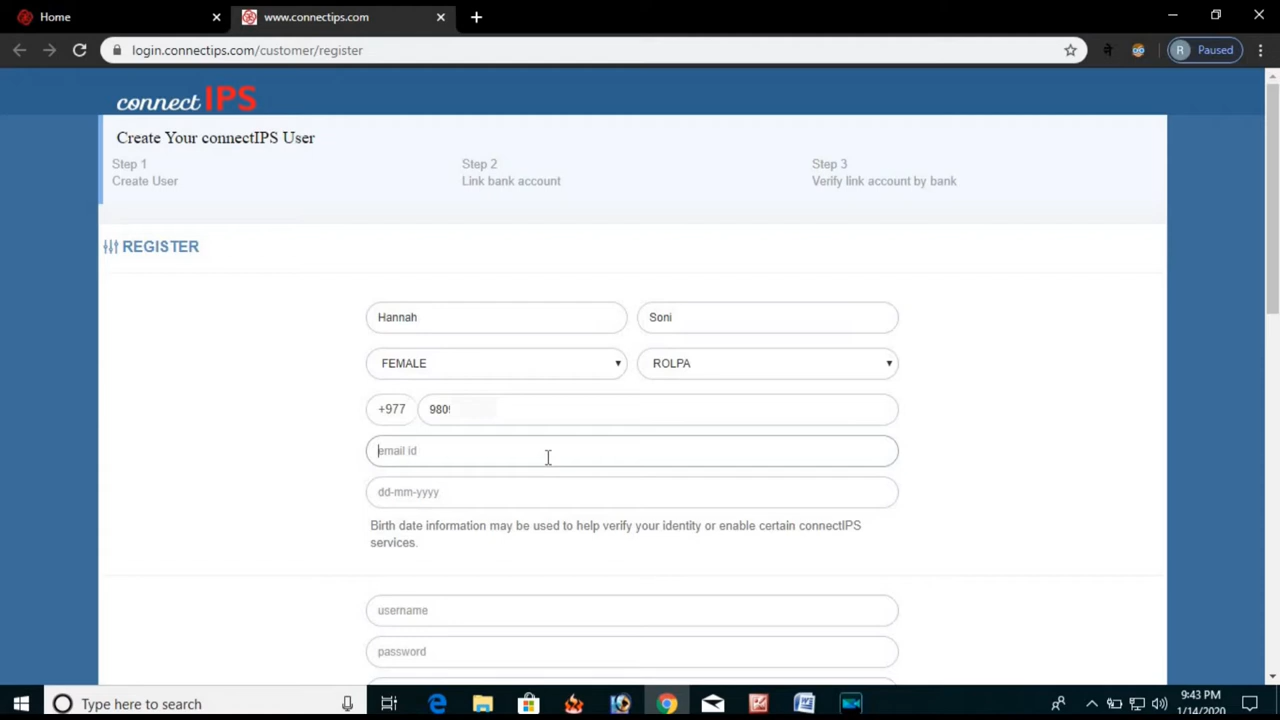 Home
www.connectips.com
login.connectips.com/customer/register
R Paused
connectIPS
Create Your connectIPS User
Step 1 Step 2 Step 3
Create User Link bank account Verify link account by bank
REGISTER
Hannah Soni
FEMALE ROLPA
+977 980
email id
dd-mm-yyyy
Birth date information may be used to help verify your identity or enable certain connectIPS
services.
username
password
Type here to search
9:43 PM
1/14/2020